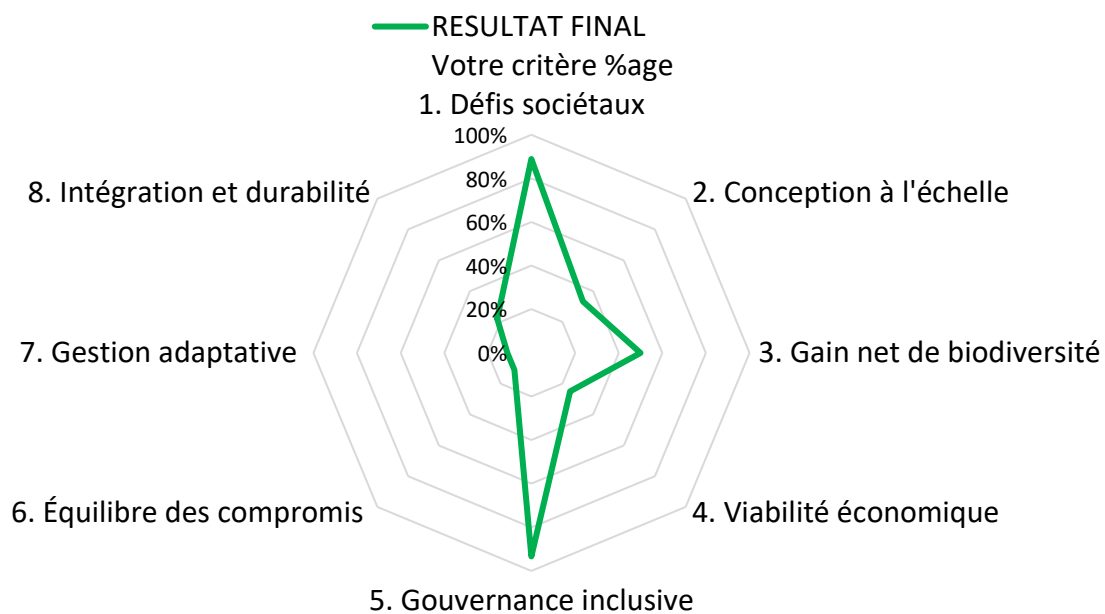 RESULTAT FINAL
Votre critère %age
1. Défis sociétaux
100%
8. Intégration et durabilité
80%
2. Conception à l'échelle
60%
40%
20%
7. Gestion adaptative
0%
3. Gain net de biodiversité
6. Équilibre des compromis
4. Viabilité économique
5. Gouvernance inclusive